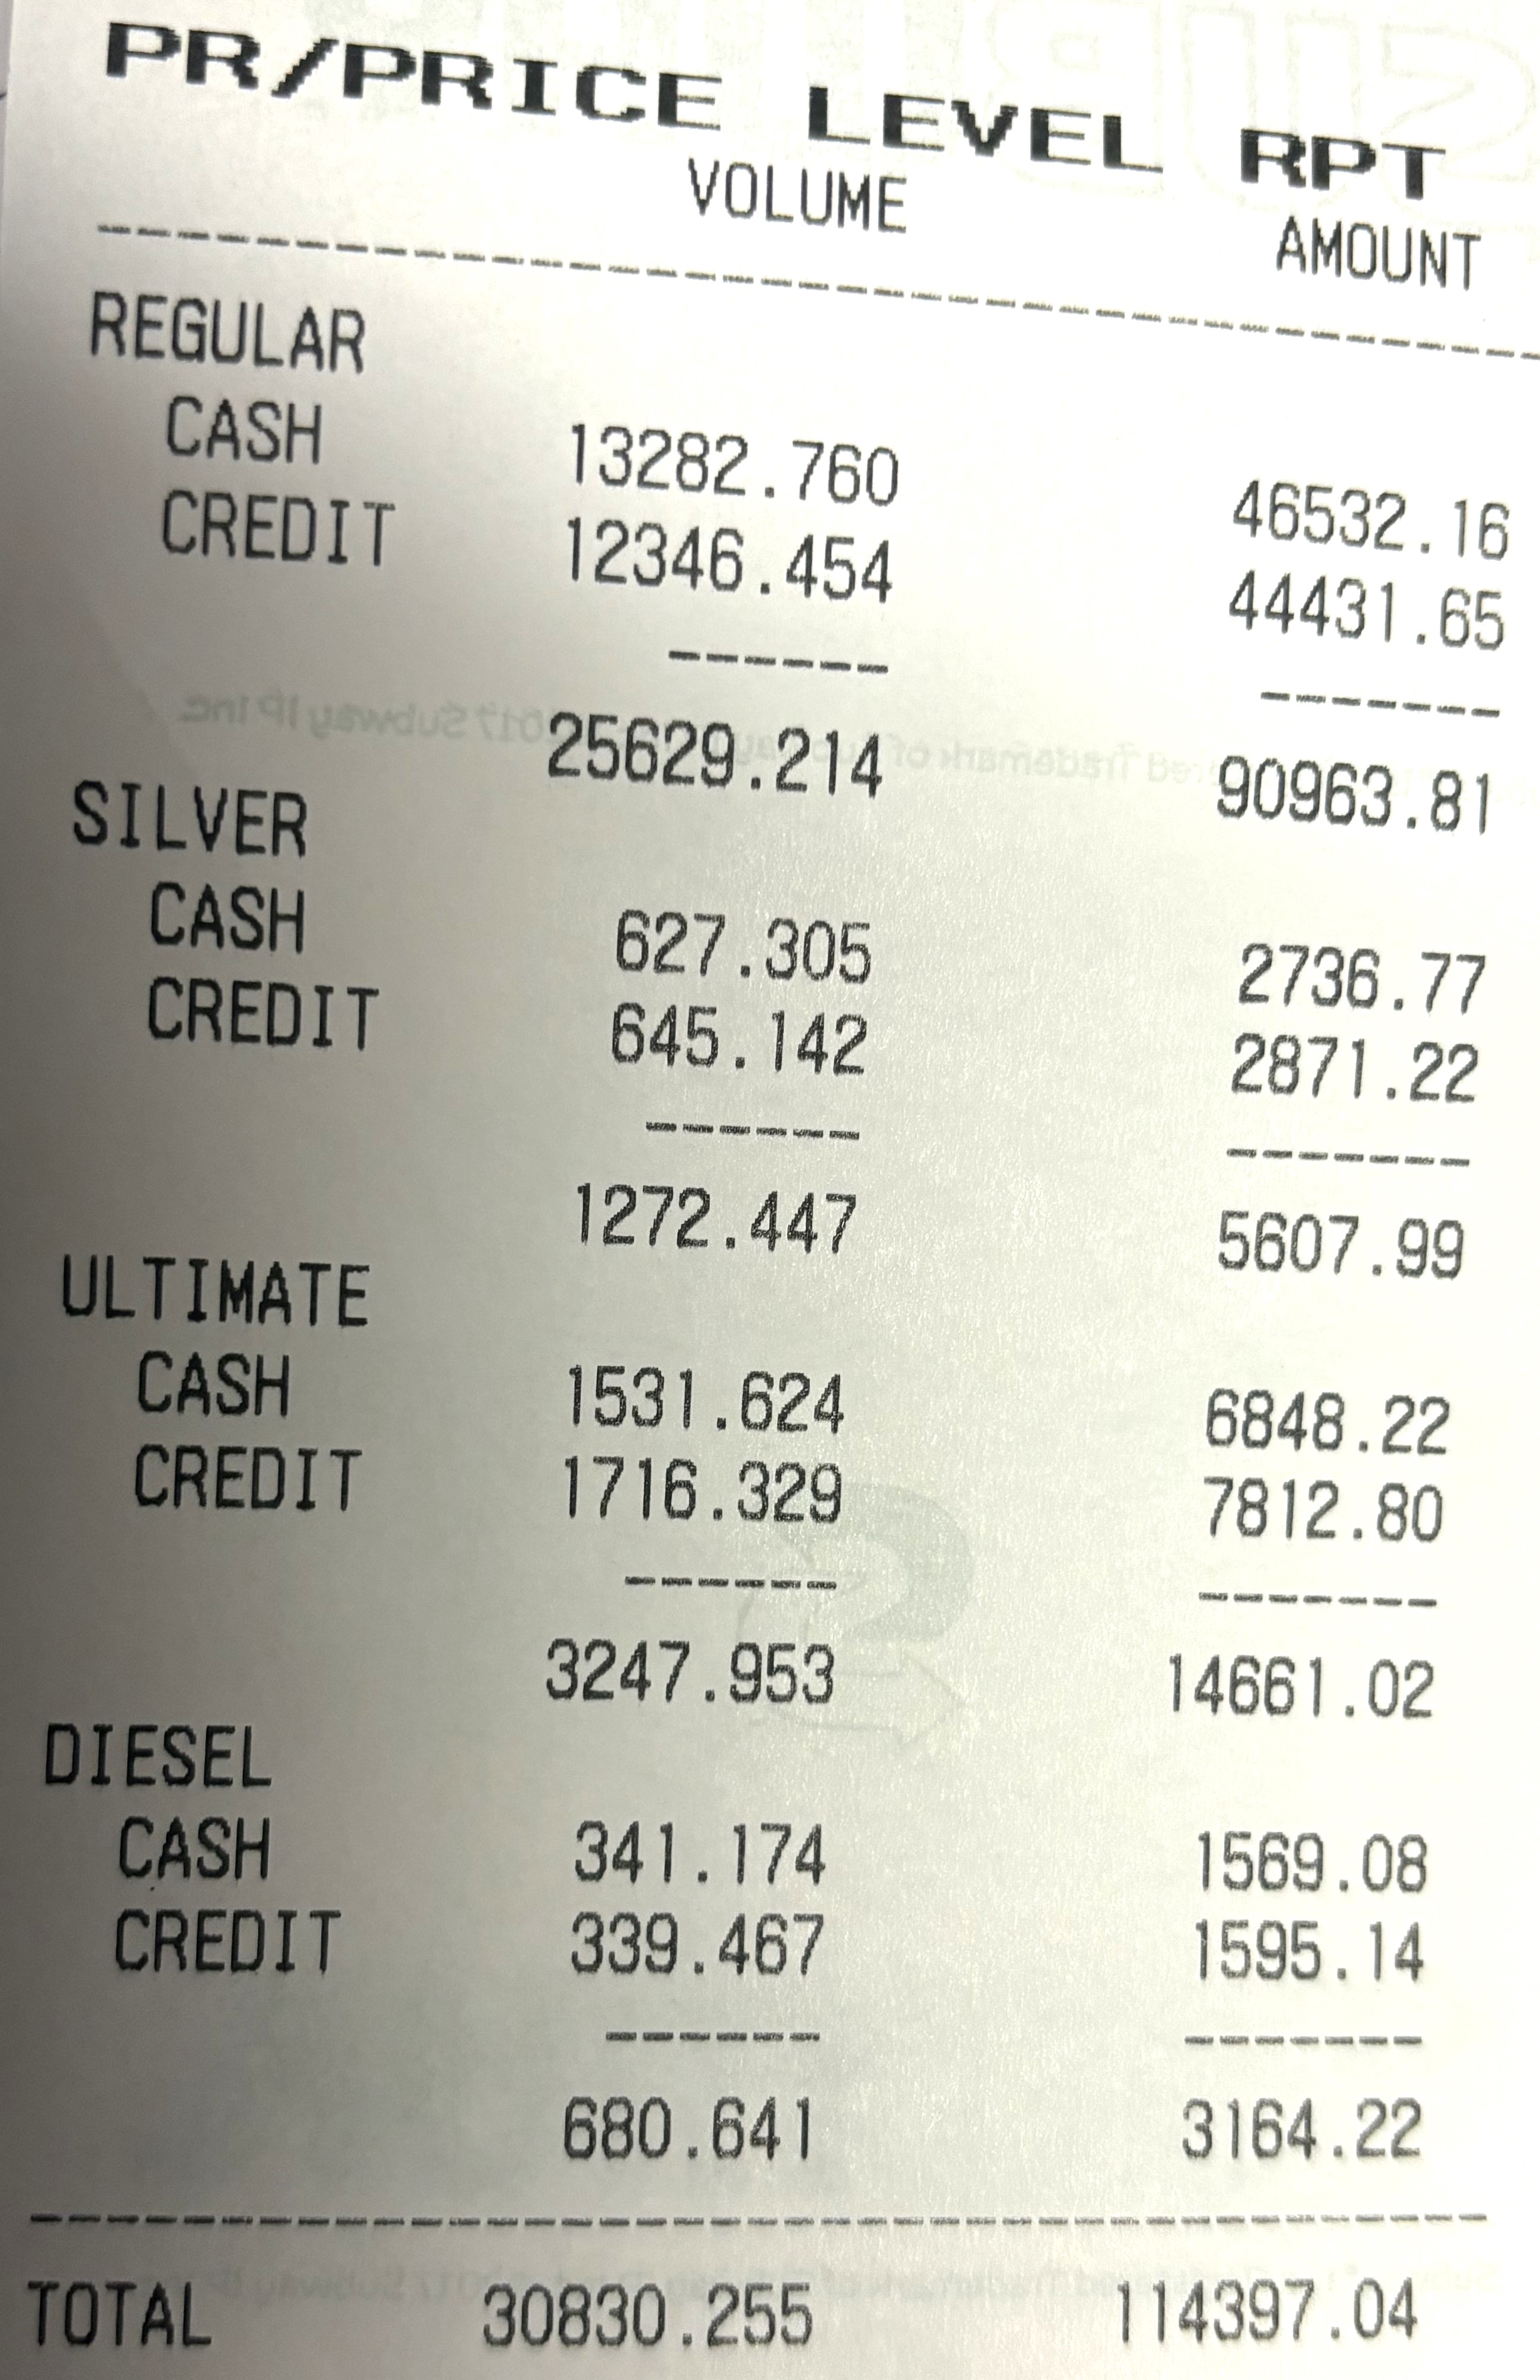 PR/PRICE LEVEL RPT
VOLUME AMOUNT
REGULAR
CASH 13282.760 46532.16
CREDIT 12346.454 44431.65
25629.214 90963.81
SILVER
CASH 627.305 2736.77
CREDIT 645.142 2871.22
1272.447 5607.99
ULTIMATE
CASH 1531.624 6848.22
CREDIT 1716.329 7812.80
3247.953 14661.02
DIESEL
CASH 341.174 1569.08
CREDIT 339.467 1595.14
680.641 3164.22
TOTAL 30830.255 114397.04